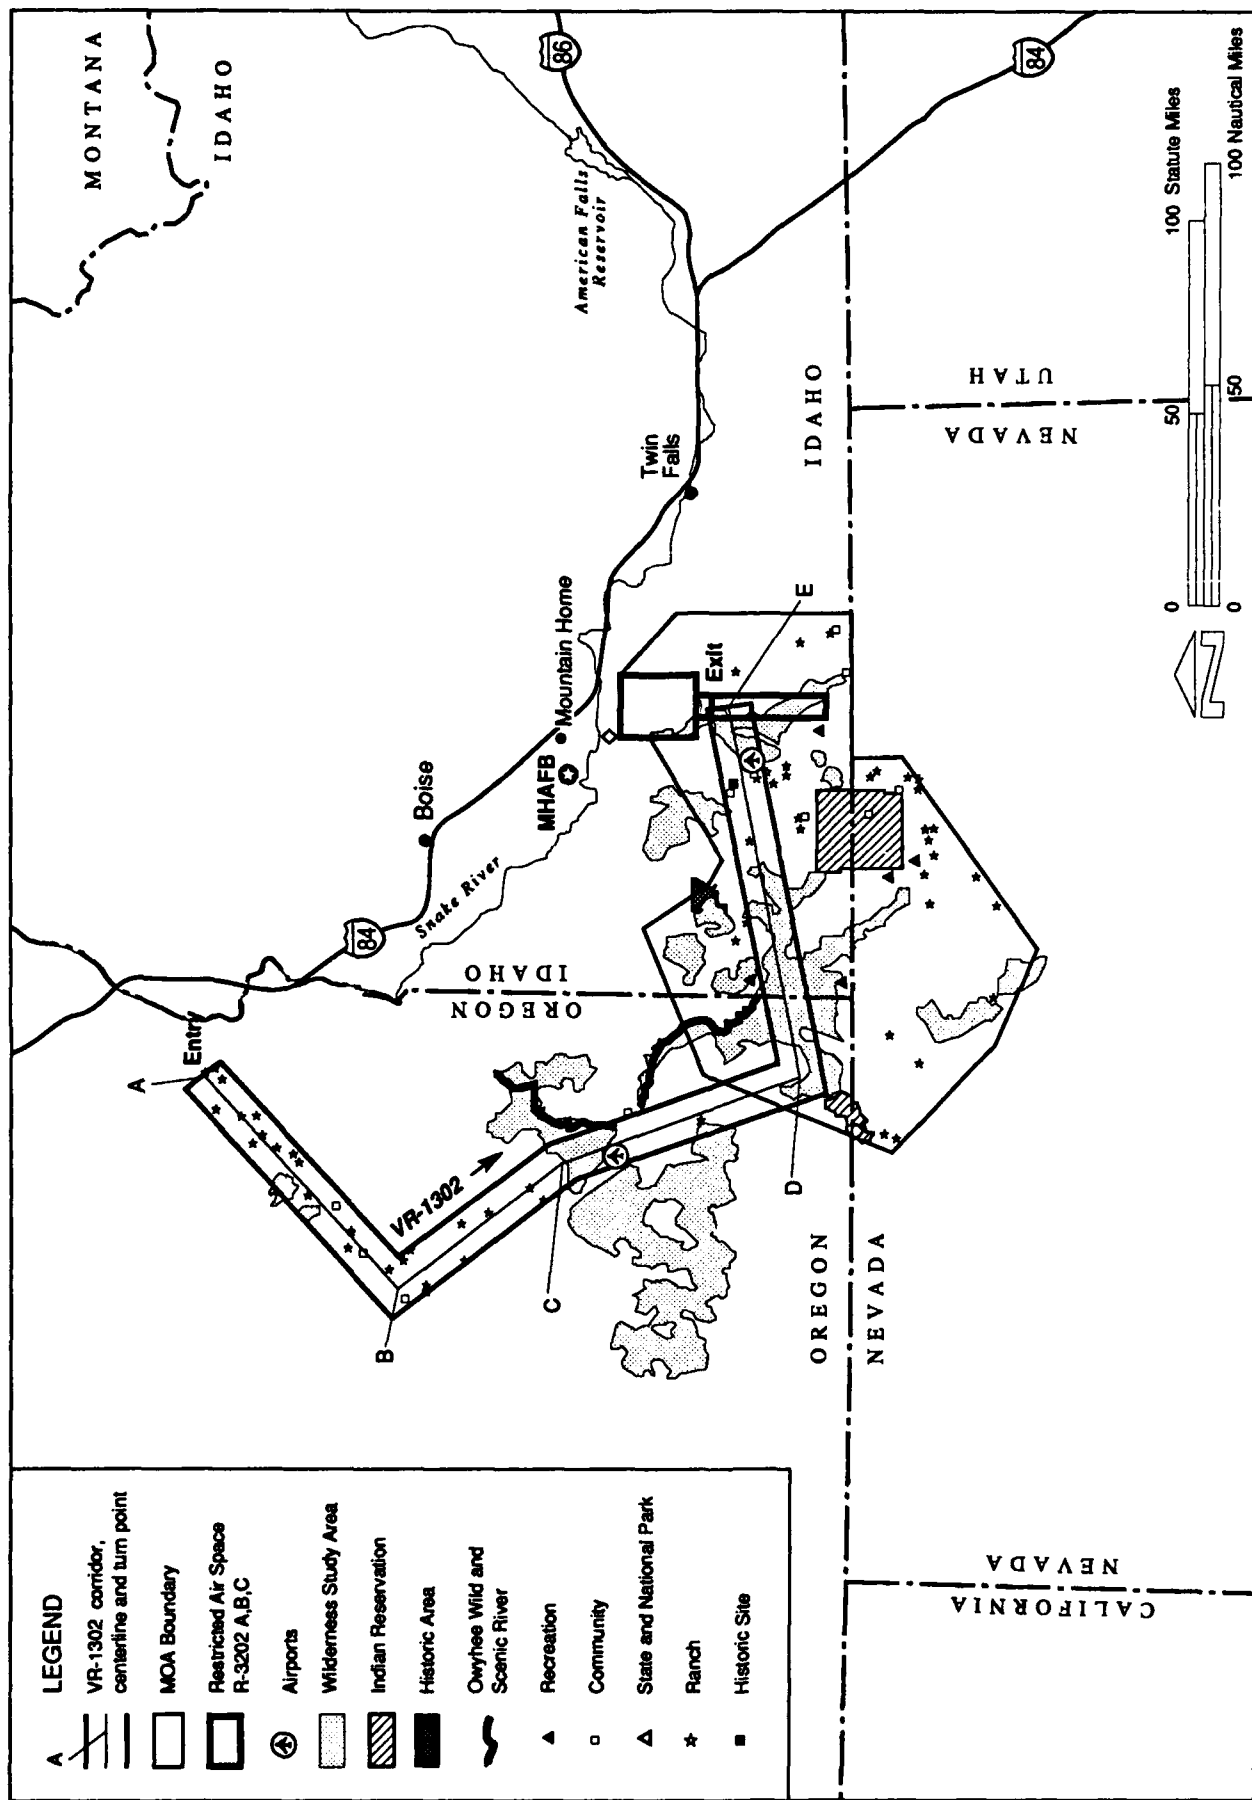 MONTANA
IDAHO
86
American Falls
Reservoir
84
IDAHO
UTAH
NEVADA
Twin
Falls
Mountain Home
MHAFB
Boise
Snake River
84
IDAHO
OREGON
Entry
A
B
C
D
E
Exit
VR-1302
OREGON
NEVADA
NEVADA
CALIFORNIA
0 50 100 Statute Miles
0 50 100 Nautical Miles
N
LEGEND
A
VR-1302 corridor,
centerline and turn point
MOA Boundary
Restricted Air Space
R-3202 A,B,C
Airports
Wilderness Study Area
Indian Reservation
Historic Area
Owyhee Wild and
Scenic River
Recreation
Community
State and National Park
Ranch
Historic Site